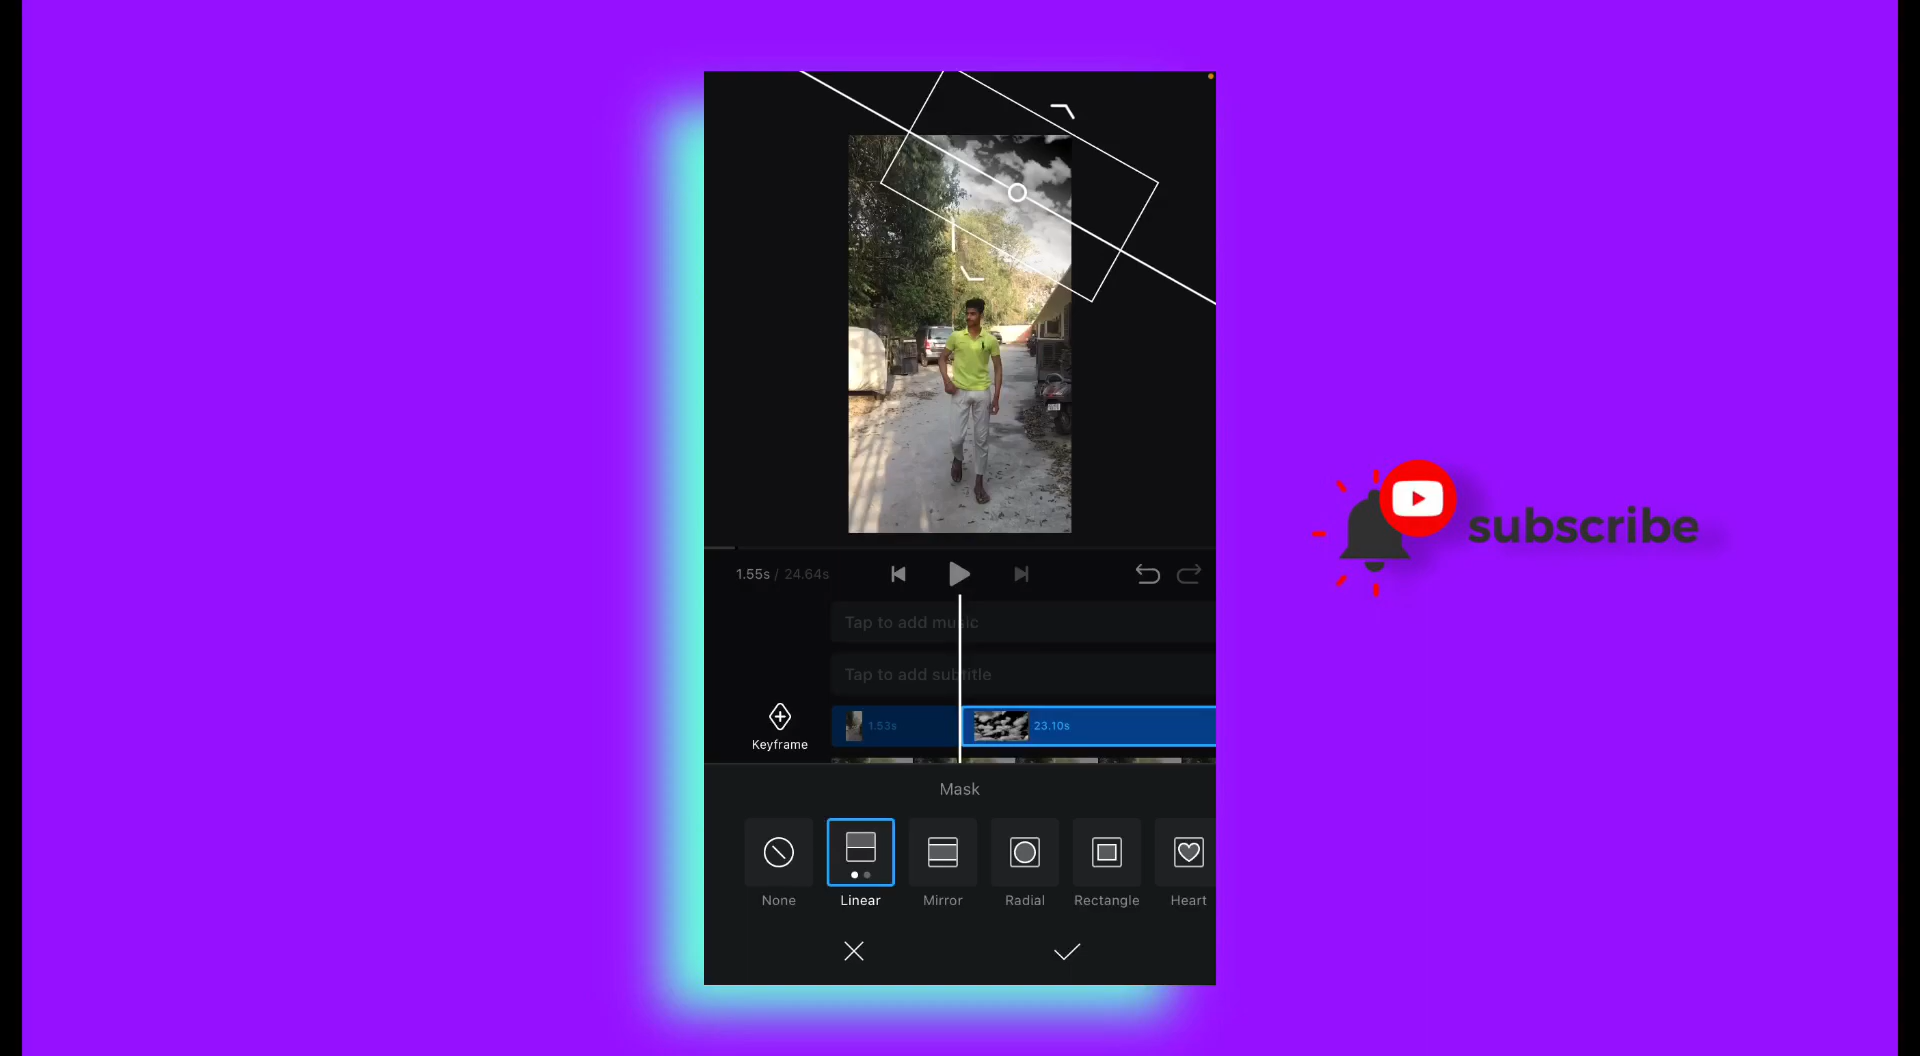 1.55s / 24.64s
Tap to add music
Tap to add subtitle
1.53s
23.10s
Keyframe
Mask
None
Linear
Mirror
Radial
Rectangle
Heart
subscribe